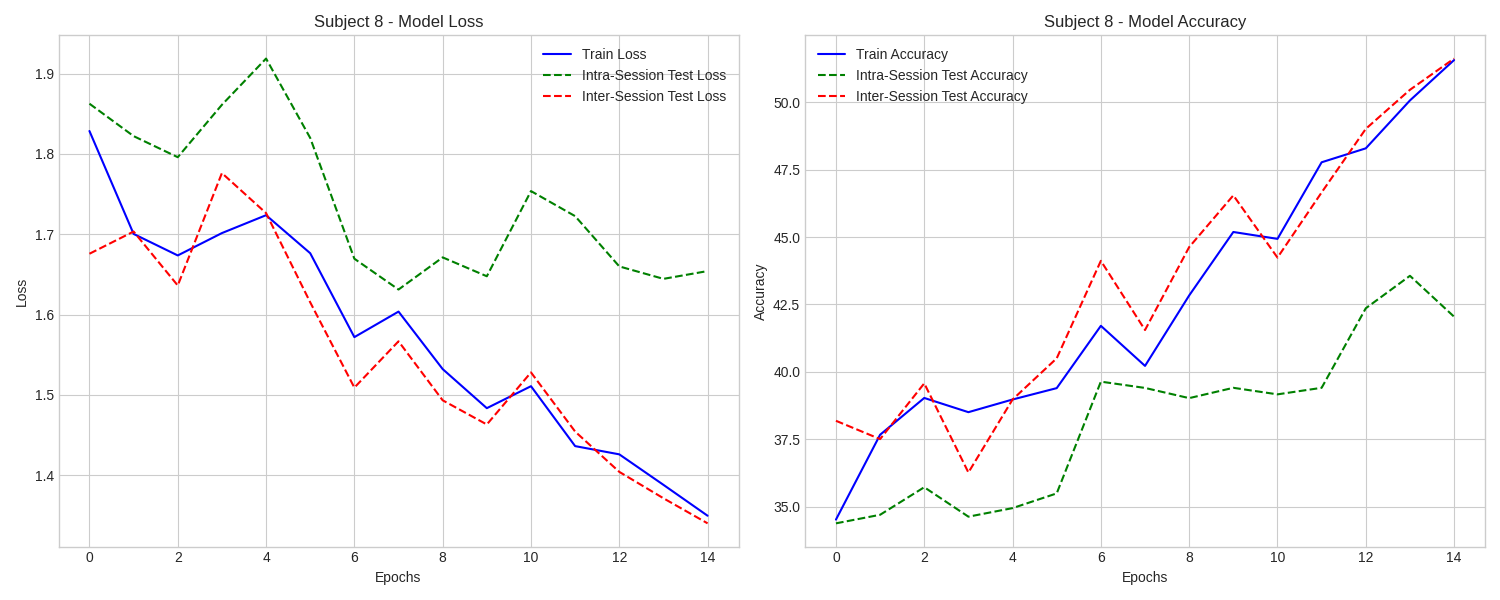 Subject 8 - Model Loss
Train Loss
Intra-Session Test Loss
Inter-Session Test Loss
1.9
1.8
1.7
1.6
1.5
1.4
Loss
0 2 4 6 8 10 12 14
Epochs
Subject 8 - Model Accuracy
Train Accuracy
Intra-Session Test Accuracy
Inter-Session Test Accuracy
50.0
47.5
45.0
42.5
40.0
37.5
35.0
Accuracy
0 2 4 6 8 10 12 14
Epochs